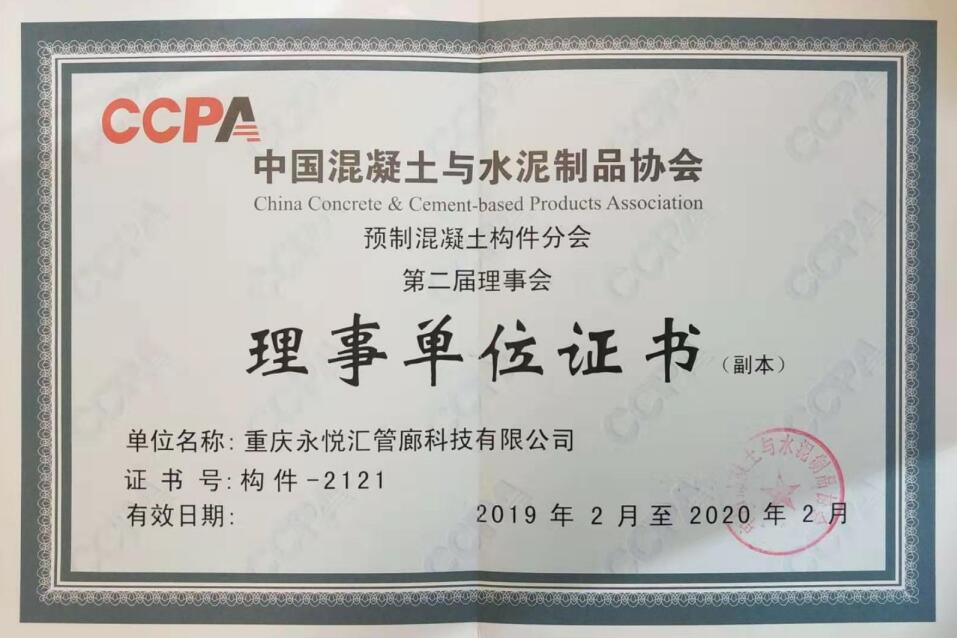 CCPA
中国混凝土与水泥制品协会
China Concrete & Cement-based Products Association
预制混凝土构件分会
第二届理事会
理事单位证书（副本）
单位名称：重庆永悦汇管廊科技有限公司
证书号：构件-2121
有效日期： 2019年2月至2020年2月